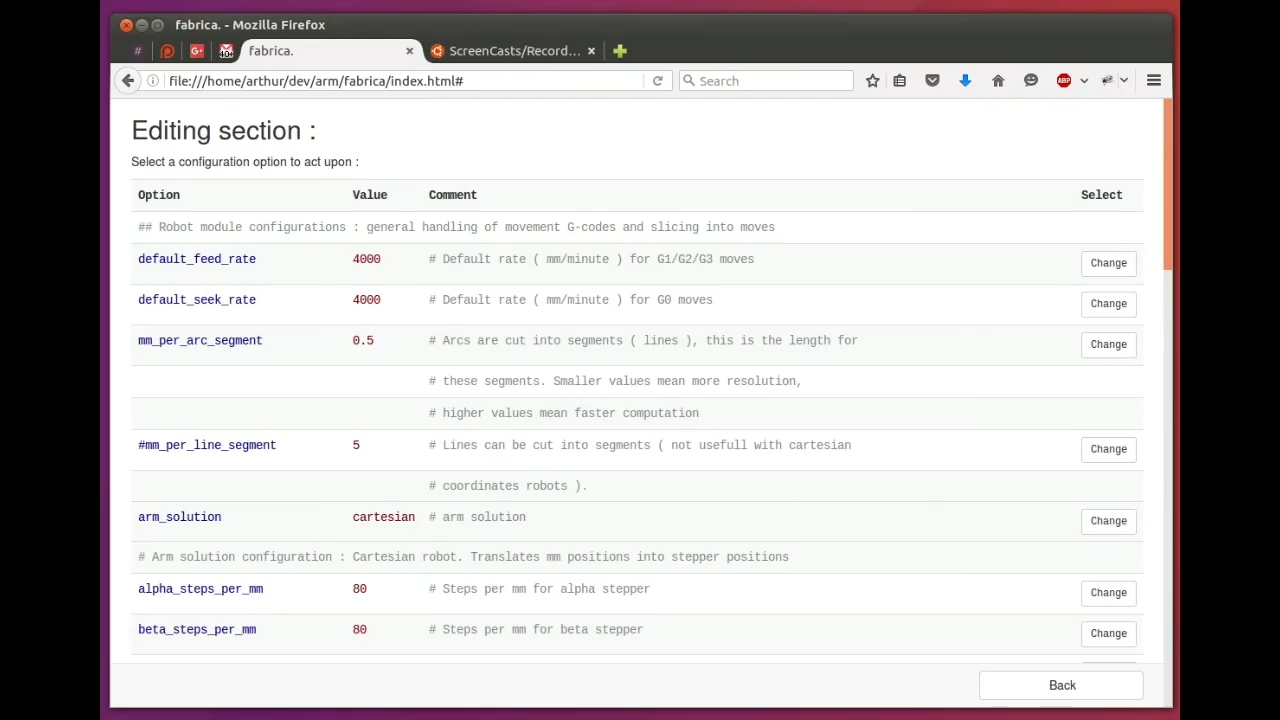 fabrica. - Mozilla Firefox
# G+ 40+ fabrica. × ScreenCasts/Record... ×
file:///home/arthur/dev/arm/fabrica/index.html# Search ABP
Editing section :
Select a configuration option to act upon :
Option Value Comment Select
## Robot module configurations : general handling of movement G-codes and slicing into moves
default_feed_rate 4000 # Default rate ( mm/minute ) for G1/G2/G3 moves Change
default_seek_rate 4000 # Default rate ( mm/minute ) for G0 moves Change
mm_per_arc_segment 0.5 # Arcs are cut into segments ( lines ), this is the length for Change
# these segments. Smaller values mean more resolution,
# higher values mean faster computation
#mm_per_line_segment 5 # Lines can be cut into segments ( not usefull with cartesian Change
# coordinates robots ).
arm_solution cartesian # arm solution Change
# Arm solution configuration : Cartesian robot. Translates mm positions into stepper positions
alpha_steps_per_mm 80 # Steps per mm for alpha stepper Change
beta_steps_per_mm 80 # Steps per mm for beta stepper Change
Back